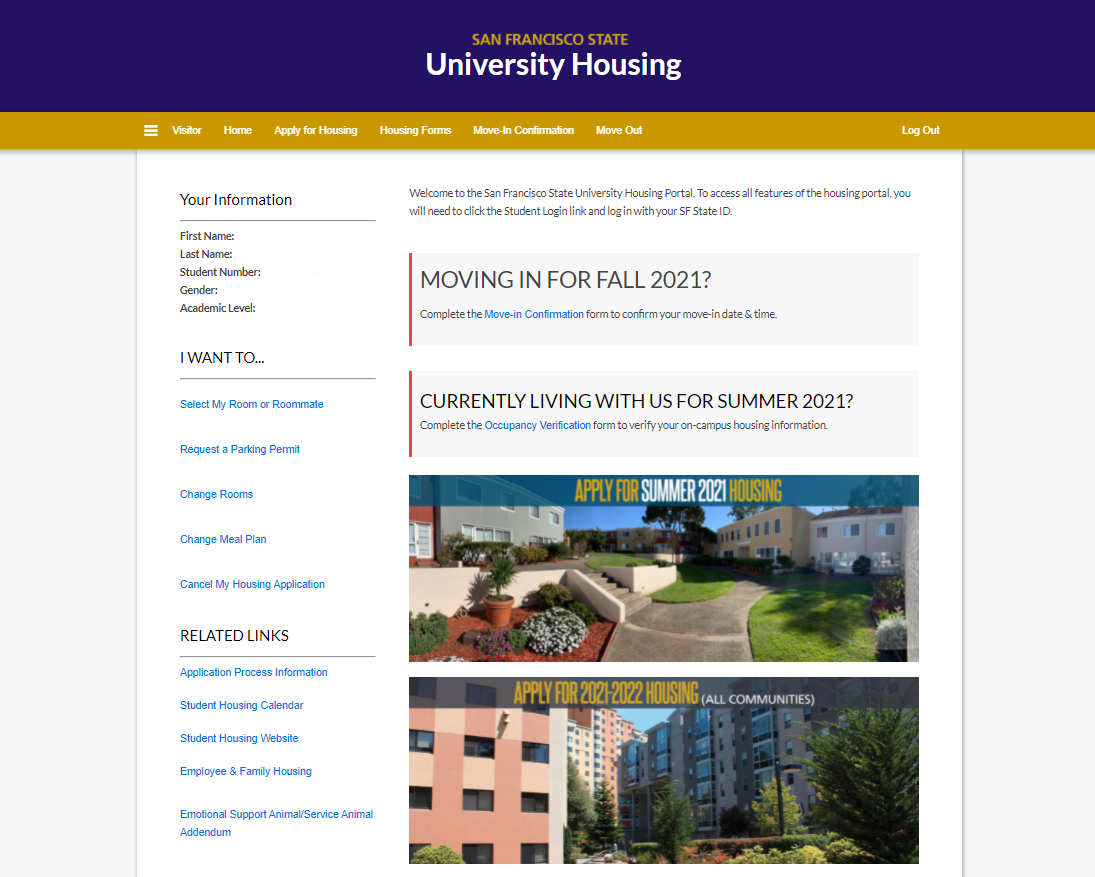 SAN FRANCISCO STATE
University Housing
Visitor Home Apply for Housing Housing Forms Move-In Confirmation Move Out Log Out
Your Information
First Name:
Last Name:
Student Number:
Gender:
Academic Level:
I WANT TO...
Select My Room or Roommate
Request a Parking Permit
Change Rooms
Change Meal Plan
Cancel My Housing Application
RELATED LINKS
Application Process Information
Student Housing Calendar
Student Housing Website
Employee & Family Housing
Emotional Support Animal/Service Animal
Addendum
Welcome to the San Francisco State University Housing Portal. To access all features of the housing portal, you
will need to click the Student Login link and log in with your SF State ID.
MOVING IN FOR FALL 2021?
Complete the Move-in Confirmation form to confirm your move-in date & time.
CURRENTLY LIVING WITH US FOR SUMMER 2021?
Complete the Occupancy Verification form to verify your on-campus housing information.
APPLY FOR SUMMER 2021 HOUSING
APPLY FOR 2021-2022 HOUSING (ALL COMMUNITIES)